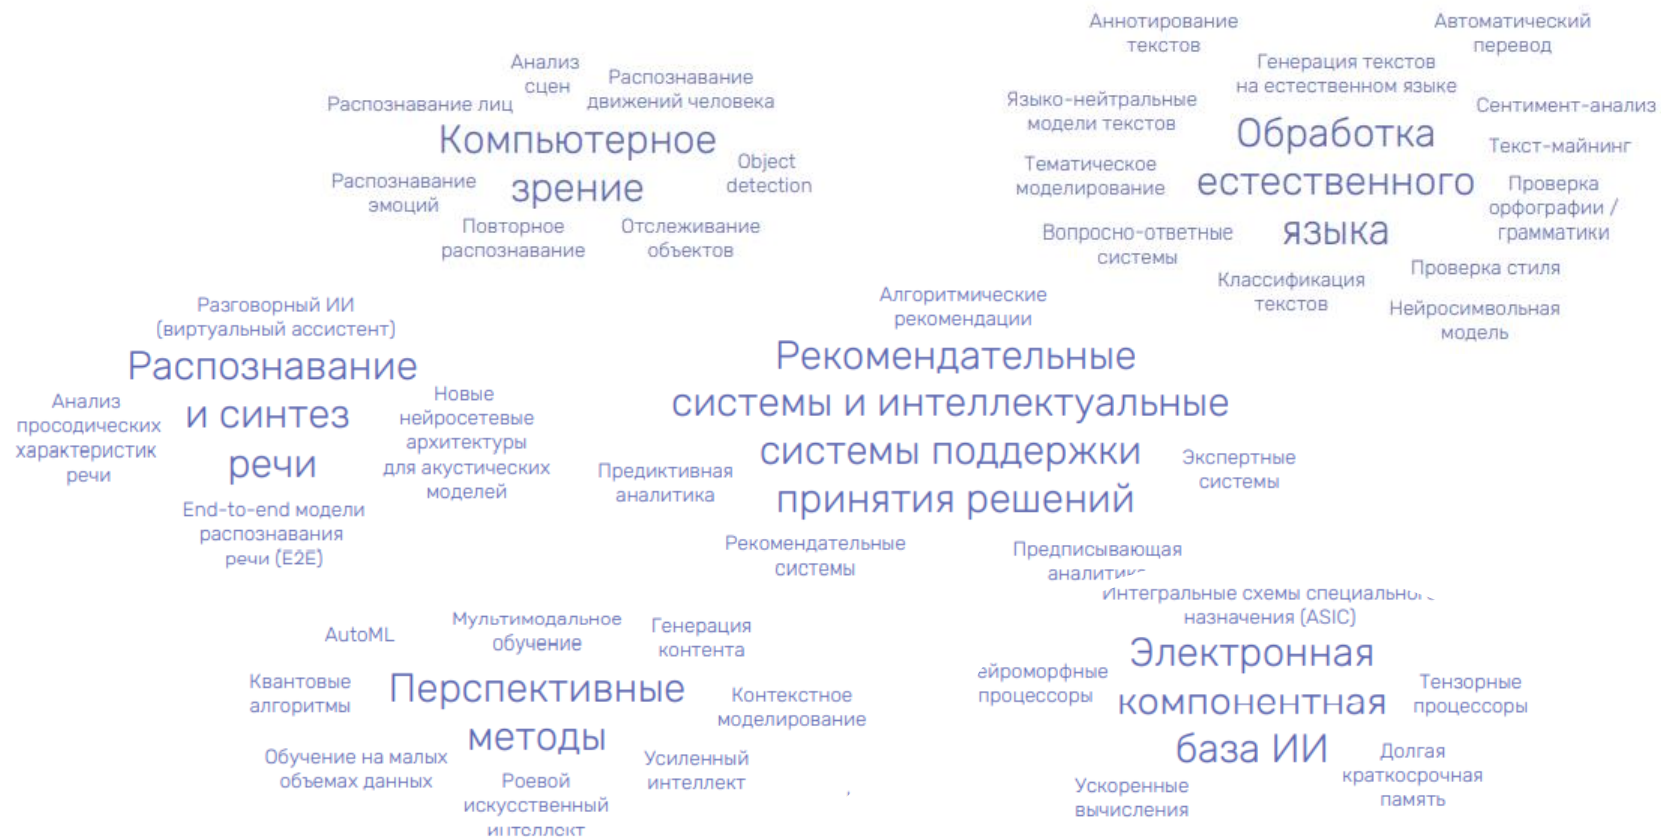 Анализ
сцен
Распознавание
движений человека
Распознавание лиц
Компьютерное
зрение
Object
detection
Распознавание
эмоций
Повторное
распознавание
Отслеживание
объектов
Аннотирование
текстов
Автоматический
перевод
Генерация текстов
на естественном языке
Языко-нейтральные
модели текстов
Сентимент-анализ
Обработка
естественного
языка
Текст-майнинг
Тематическое
моделирование
Проверка
орфографии /
грамматики
Вопросно-ответные
системы
Классификация
текстов
Проверка стиля
Нейросимвольная
модель
Разговорный ИИ
(виртуальный ассистент)
Распознавание
и синтез
речи
Анализ
просодических
характеристик
речи
Новые
нейросетевые
архитектуры
для акустических
моделей
End-to-end модели
распознавания
речи (E2E)
Алгоритмические
рекомендации
Рекомендательные
системы и интеллектуальные
системы поддержки
принятия решений
Предиктивная
аналитика
Экспертные
системы
Рекомендательные
системы
Предписывающая
аналитика
AutoML
Мультимодальное
обучение
Генерация
контента
Квантовые
алгоритмы
Перспективные
методы
Контекстное
моделирование
Обучение на малых
объемах данных
Роевой
искусственный
интеллект
Усиленный
интеллект
Интегральные схемы специального
назначения (ASIC)
Электронная
компонентная
база ИИ
ейроморфные
процессоры
Тензорные
процессоры
Долгая
краткосрочная
память
Ускоренные
вычисления